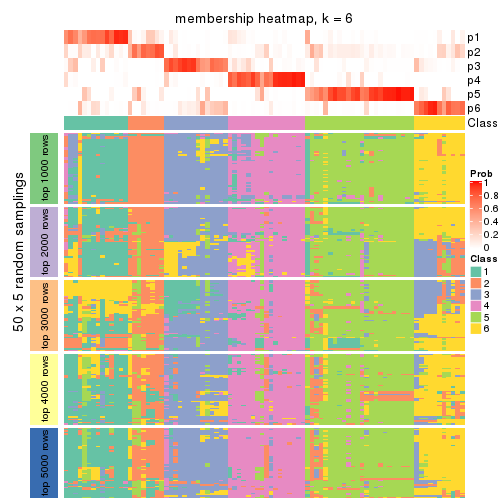 membership heatmap, k = 6
p1
p2
p3
p4
p5
p6
Class
50 x 5 random samplings
top 1000 rows
top 2000 rows
top 3000 rows
top 4000 rows
top 5000 rows
Prob
1
0.8
0.6
0.4
0.2
0
Class
1
2
3
4
5
6